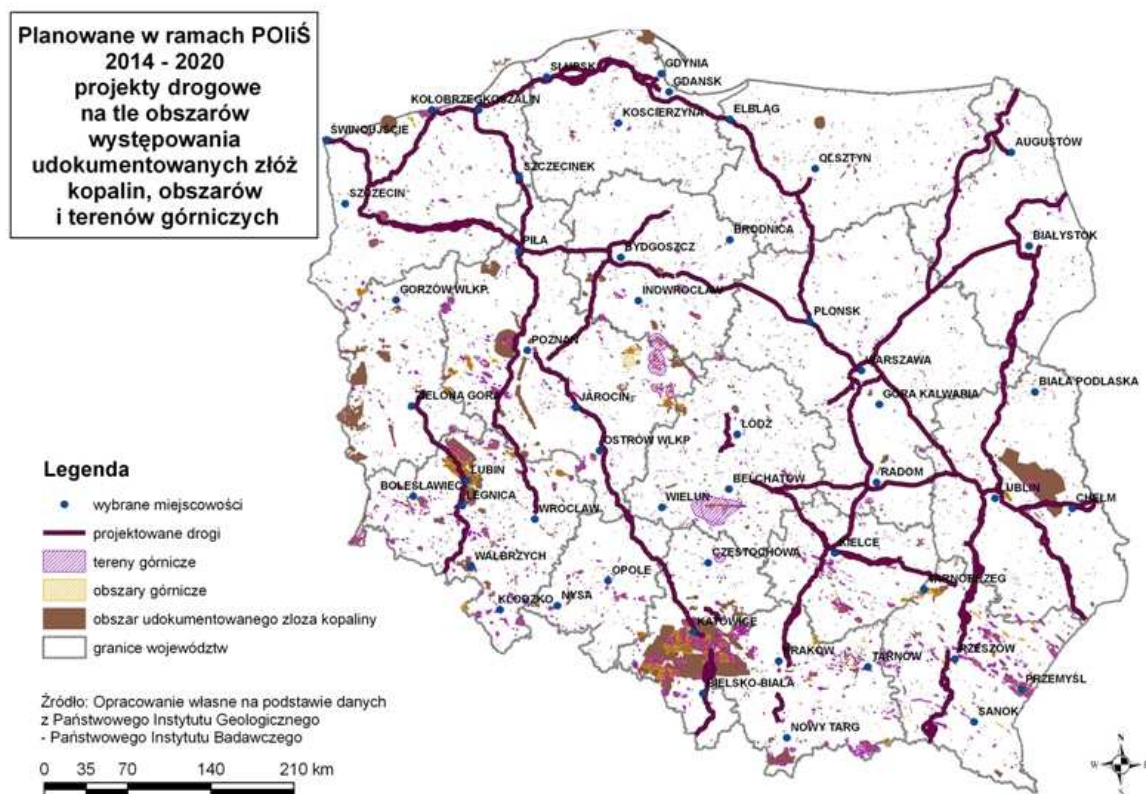 Planowane w ramach POIiŚ
2014 - 2020
projekty drogowe
na tle obszarów
występowania
udokumentowanych złóż
kopalin, obszarów
i terenów górniczych
SŁUPSK
GDYNIA
GDAŃSK
KOŁOBRZEG
KOSZALIN
KOŚCIERZYNA
ELBLĄG
ŚWINOUJŚCIE
AUGUSTÓW
SZCZECINEK
OLSZTYN
SZCZECIN
BRODNICA
BIAŁYSTOK
PIŁA
BYDGOSZCZ
GORZÓW WLKP.
INOWROCŁAW
PŁOŃSK
POZNAŃ
WARSZAWA
BIAŁA PODLASKA
ZIELONA GÓRA
JAROCIN
GÓRA KALWARIA
ŁÓDŹ
OSTRÓW WLKP
LUBIN
BEŁCHATÓW
RADOM
BOLESŁAWIEC
LEGNICA
WIELUŃ
LUBLIN
CHEŁM
WROCŁAW
KIELCE
WAŁBRZYCH
CZĘSTOCHOWA
OPOLE
TARNOBRZEG
KŁODZKO
NYSA
KATOWICE
KRAKÓW
TARNÓW
RZESZÓW
BIELSKO-BIAŁA
PRZEMYŚL
SANOK
NOWY TARG
Legenda
wybrane miejscowości
projektowane drogi
tereny górnicze
obszary górnicze
obszar udokumentowanego zloza kopaliny
granice województw
Źródło: Opracowanie własne na podstawie danych
z Państwowego Instytutu Geologicznego
- Państwowego Instytutu Badawczego
0 35 70 140 210 km
N
W E
S